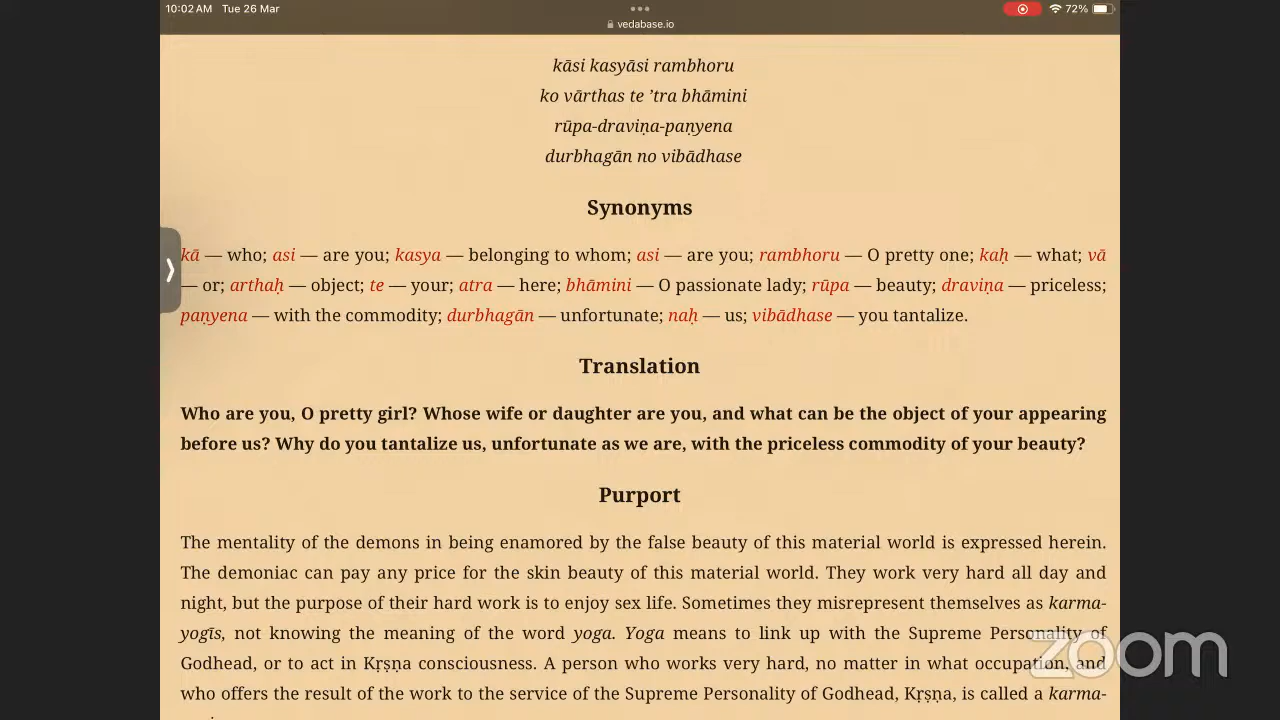 10:02 AM Tue 26 Mar
72%
vedabase.io
kāsi kasyāsi rambhoru
ko vārthas te ’tra bhāmini
rūpa-draviṇa-paṇyena
durbhagān no vibādhase
Synonyms
kā — who; asi — are you; kasya — belonging to whom; asi — are you; rambhoru — O pretty one; kaḥ — what; vā
— or; arthaḥ — object; te — your; atra — here; bhāmini — O passionate lady; rūpa — beauty; draviṇa — priceless;
paṇyena — with the commodity; durbhagān — unfortunate; naḥ — us; vibādhase — you tantalize.
Translation
Who are you, O pretty girl? Whose wife or daughter are you, and what can be the object of your appearing
before us? Why do you tantalize us, unfortunate as we are, with the priceless commodity of your beauty?
Purport
The mentality of the demons in being enamored by the false beauty of this material world is expressed herein.
The demoniac can pay any price for the skin beauty of this material world. They work very hard all day and
night, but the purpose of their hard work is to enjoy sex life. Sometimes they misrepresent themselves as karma-
yogīs, not knowing the meaning of the word yoga. Yoga means to link up with the Supreme Personality of
Godhead, or to act in Kṛṣṇa consciousness. A person who works very hard, no matter in what occupation, and
who offers the result of the work to the service of the Supreme Personality of Godhead, Kṛṣṇa, is called a karma-
zoom